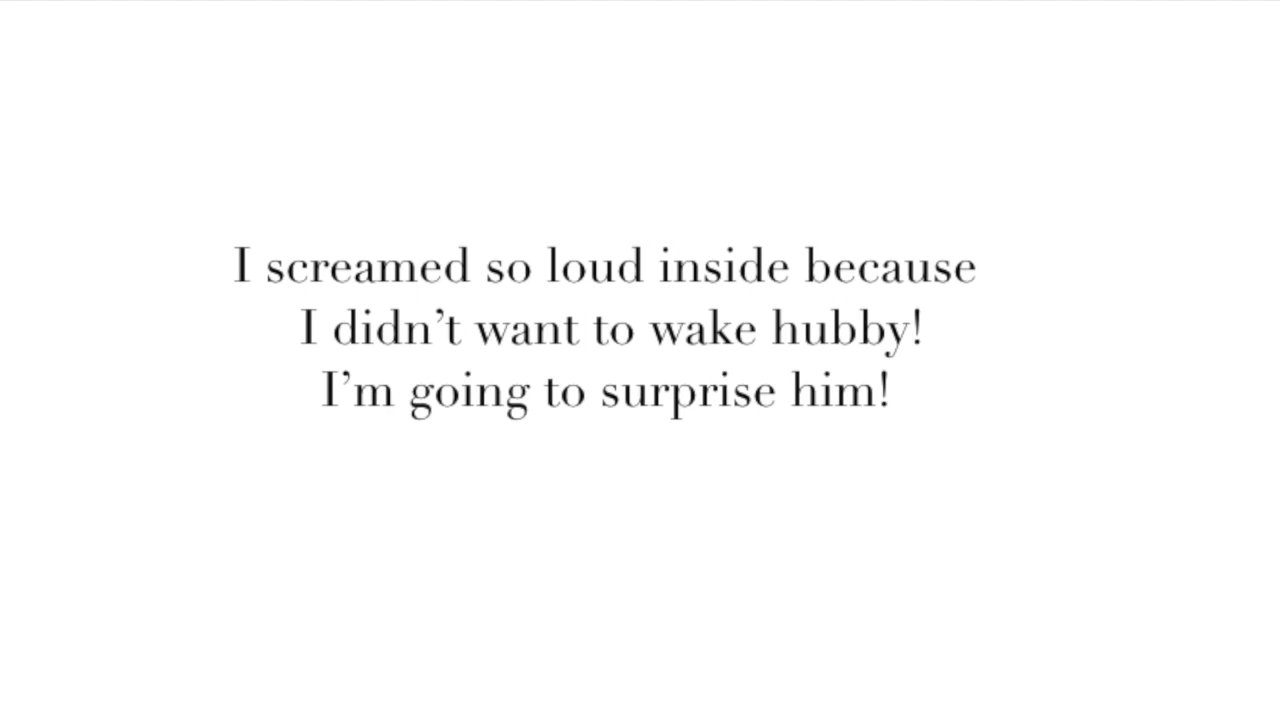 I screamed so loud inside because
I didn’t want to wake hubby!
I’m going to surprise him!